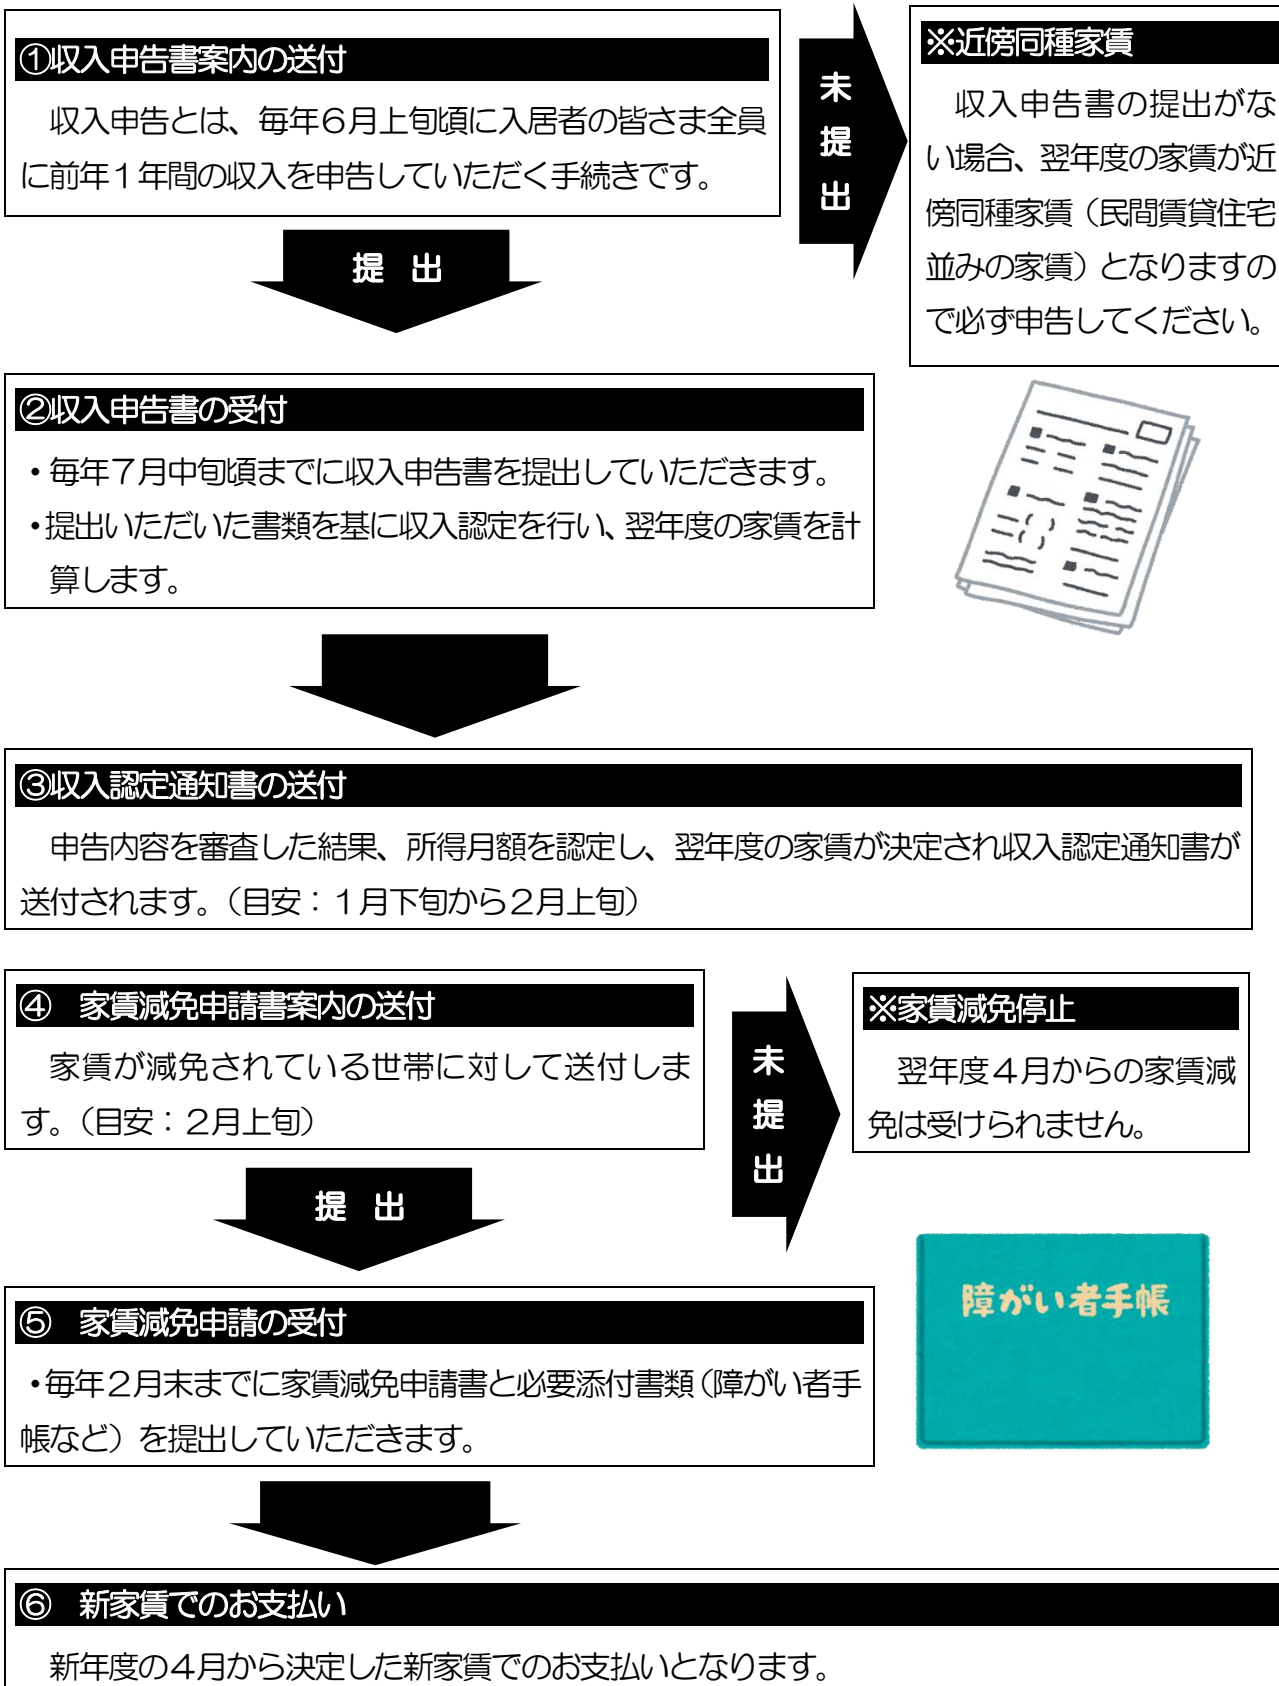 ①収入申告書案内の送付
　収入申告とは、毎年６月上旬頃に入居者の皆さま全員
に前年１年間の収入を申告していただく手続きです。
未
提
出
※近傍同種家賃
　収入申告書の提出がな
い場合、翌年度の家賃が近
傍同種家賃（民間賃貸住宅
並みの家賃）となりますの
で必ず申告してください。
提　出
②収入申告書の受付
・毎年７月中旬頃までに収入申告書を提出していただきます。
・提出いただいた書類を基に収入認定を行い、翌年度の家賃を計
算します。
③収入認定通知書の送付
　申告内容を審査した結果、所得月額を認定し、翌年度の家賃が決定され収入認定通知書が
送付されます。（目安：１月下旬から２月上旬）
④　家賃減免申請書案内の送付
　家賃が減免されている世帯に対して送付しま
す。（目安：２月上旬）
未
提
出
※家賃減免停止
　翌年度４月からの家賃減
免は受けられません。
提　出
⑤　家賃減免申請の受付
・毎年２月末までに家賃減免申請書と必要添付書類（障がい者手
帳など）を提出していただきます。
障がい者手帳
⑥　新家賃でのお支払い
　新年度の４月から決定した新家賃でのお支払いとなります。